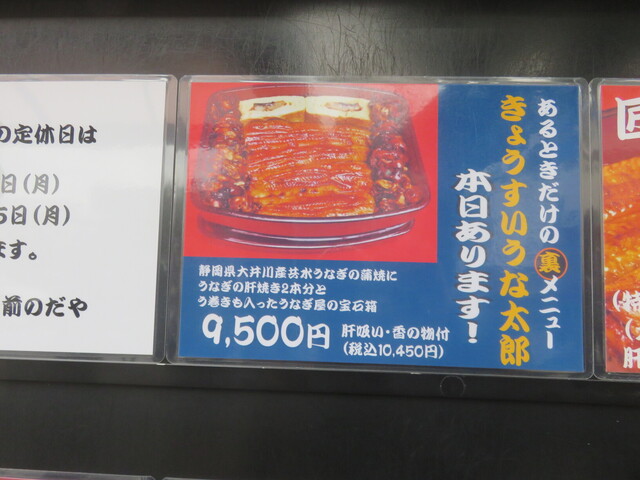 の定休日は
日(月)
5日(月)
ます。
前のだや
あるときだけの裏メニュー
きょうすいうな太郎
本日あります!
静岡県大井川産共水うなぎの蒲焼に
うなぎの肝焼き2本分と
う巻きも入ったうなぎ屋の宝石箱
9,500円
肝吸い・香の物付
(税込10,450円)
匠
(特
肝